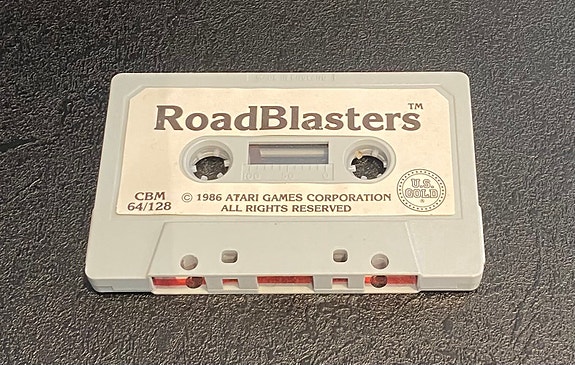 RoadBlasters™
CBM
64/128
© 1986 ATARI GAMES CORPORATION
ALL RIGHTS RESERVED
U.S.
GOLD